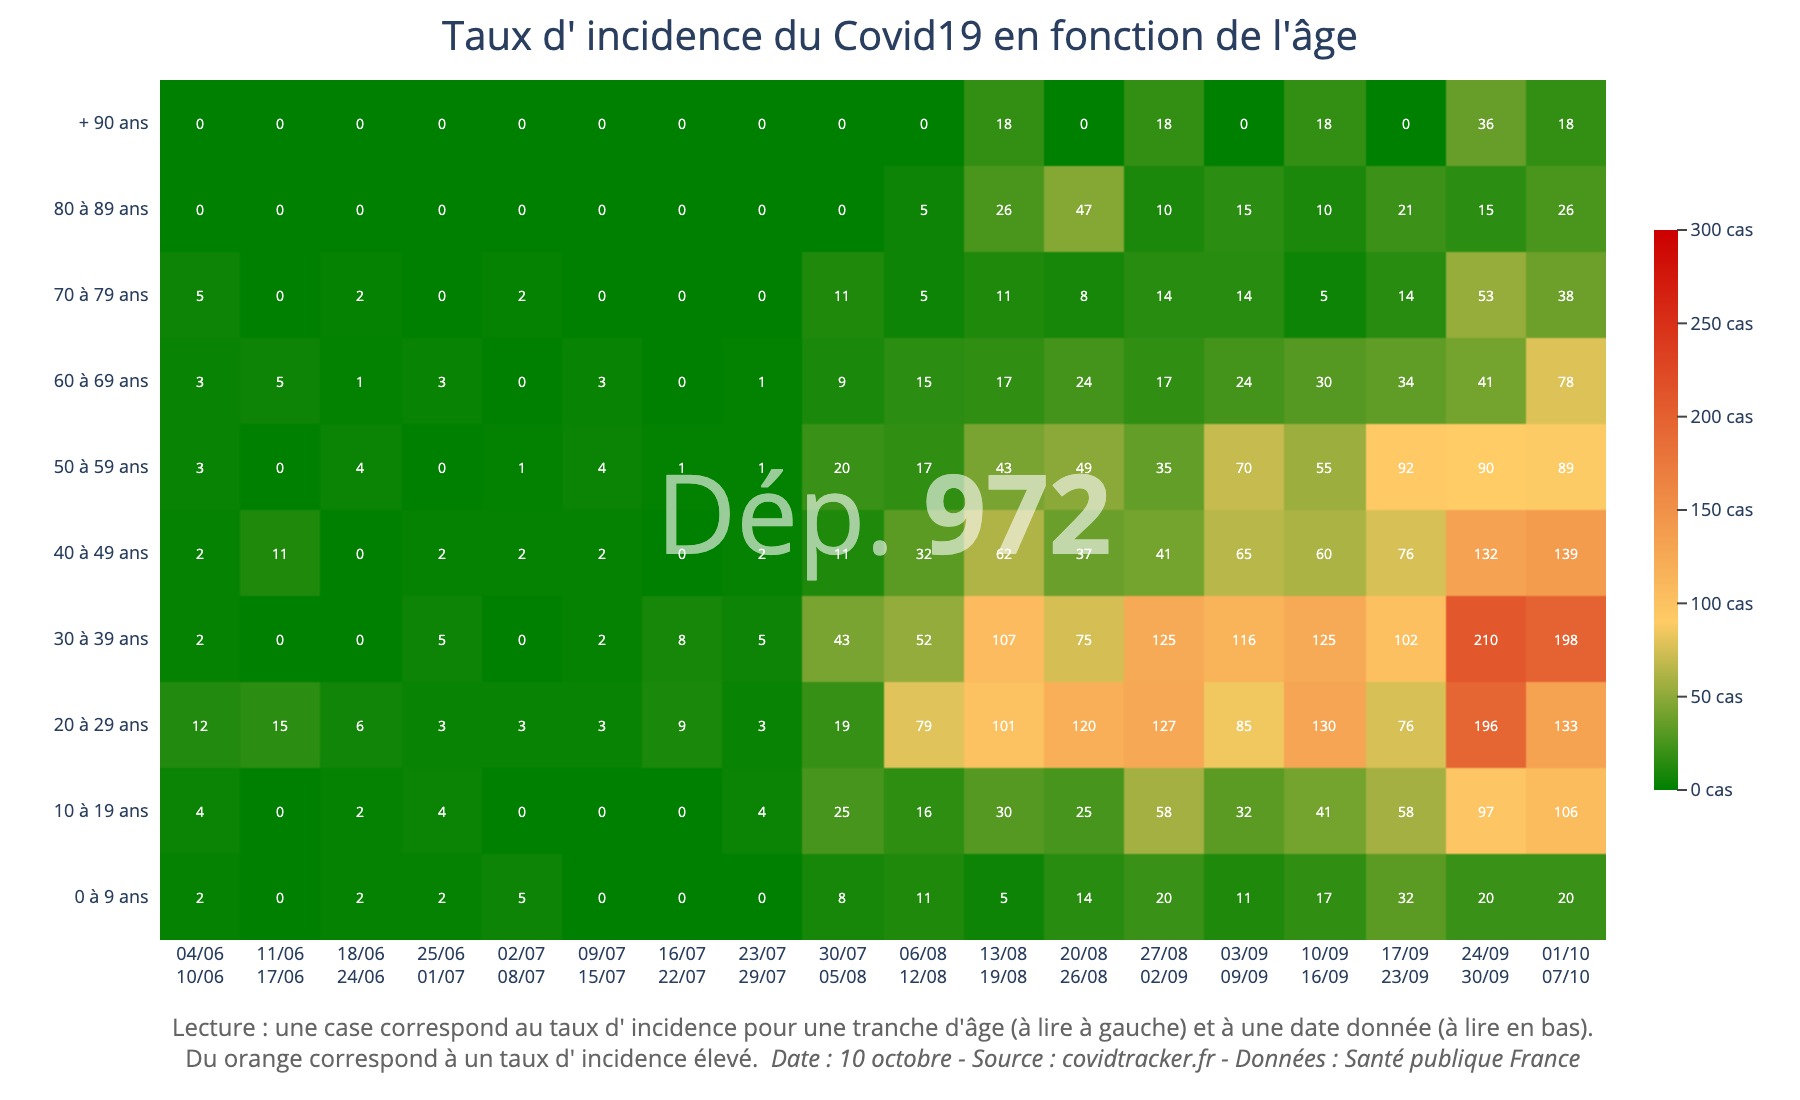 Taux d' incidence du Covid19 en fonction de l'âge
+ 90 ans 0 0 0 0 0 0 0 0 0 0 18 0 18 0 18 0 36 18
80 à 89 ans 0 0 0 0 0 0 0 0 0 5 26 47 10 15 10 21 15 26
70 à 79 ans 5 0 2 0 2 0 0 0 11 5 11 8 14 14 5 14 53 38
60 à 69 ans 3 5 1 3 0 3 0 1 9 15 17 24 17 24 30 34 41 78
50 à 59 ans 3 0 4 0 1 4 1 1 20 17 43 49 35 70 55 92 90 89
Dép. 972
40 à 49 ans 2 11 0 2 2 2 0 2 11 32 62 37 41 65 60 76 132 139
30 à 39 ans 2 0 0 5 0 2 8 5 43 52 107 75 125 116 125 102 210 198
20 à 29 ans 12 15 6 3 3 3 9 3 19 79 101 120 127 85 130 76 196 133
10 à 19 ans 4 0 2 4 0 0 0 4 25 16 30 25 58 32 41 58 97 106
0 à 9 ans 2 0 2 2 5 0 0 0 8 11 5 14 20 11 17 32 20 20
04/06 11/06 18/06 25/06 02/07 09/07 16/07 23/07 30/07 06/08 13/08 20/08 27/08 03/09 10/09 17/09 24/09 01/10
10/06 17/06 24/06 01/07 08/07 15/07 22/07 29/07 05/08 12/08 19/08 26/08 02/09 09/09 16/09 23/09 30/09 07/10
300 cas
250 cas
200 cas
150 cas
100 cas
50 cas
0 cas
Lecture : une case correspond au taux d' incidence pour une tranche d'âge (à lire à gauche) et à une date donnée (à lire en bas).
Du orange correspond à un taux d' incidence élevé. Date : 10 octobre - Source : covidtracker.fr - Données : Santé publique France